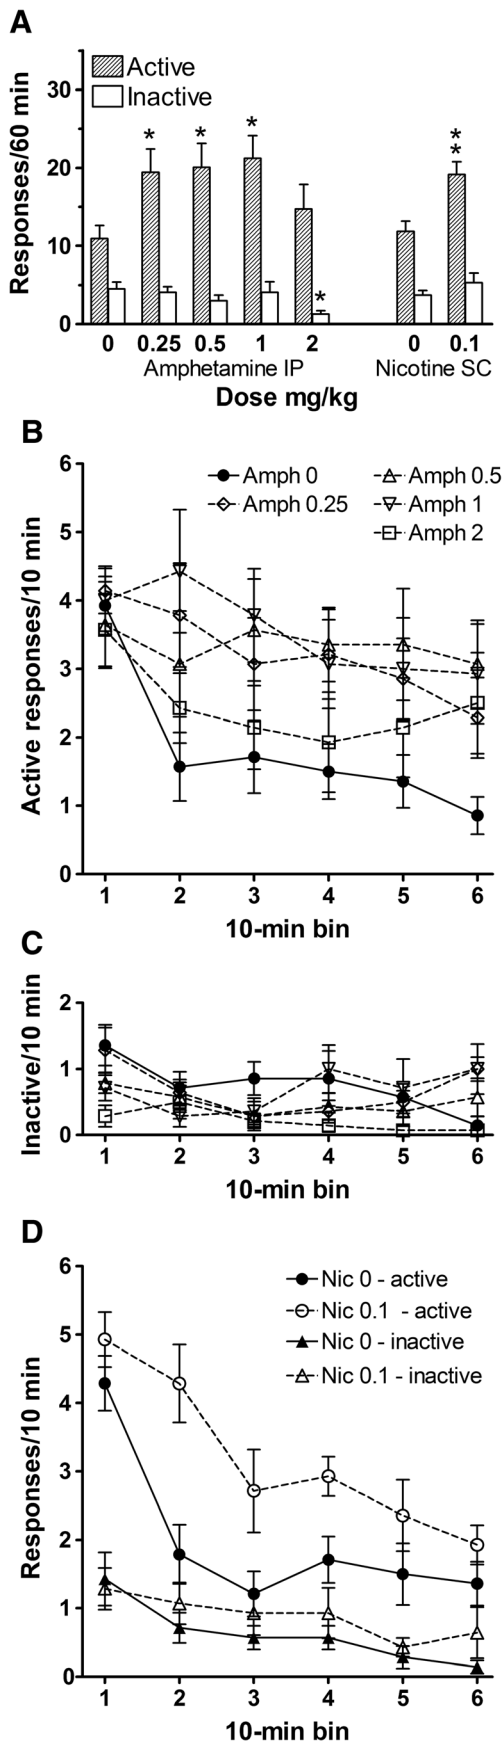 A
Responses/60 min
30
20
10
0
Active
Inactive
*
*
*
*
*
*
0
0.25
0.5
1
2
0
0.1
Amphetamine IP
Nicotine SC
Dose mg/kg
B
Active responses/10 min
6
5
4
3
2
1
0
Amph 0
Amph 0.25
Amph 0.5
Amph 1
Amph 2
1 2 3 4 5 6
10-min bin
C
Inactive/10 min
2
1
0
1 2 3 4 5 6
10-min bin
D
Responses/10 min
6
5
4
3
2
1
0
Nic 0 - active
Nic 0.1 - active
Nic 0 - inactive
Nic 0.1 - inactive
1 2 3 4 5 6
10-min bin